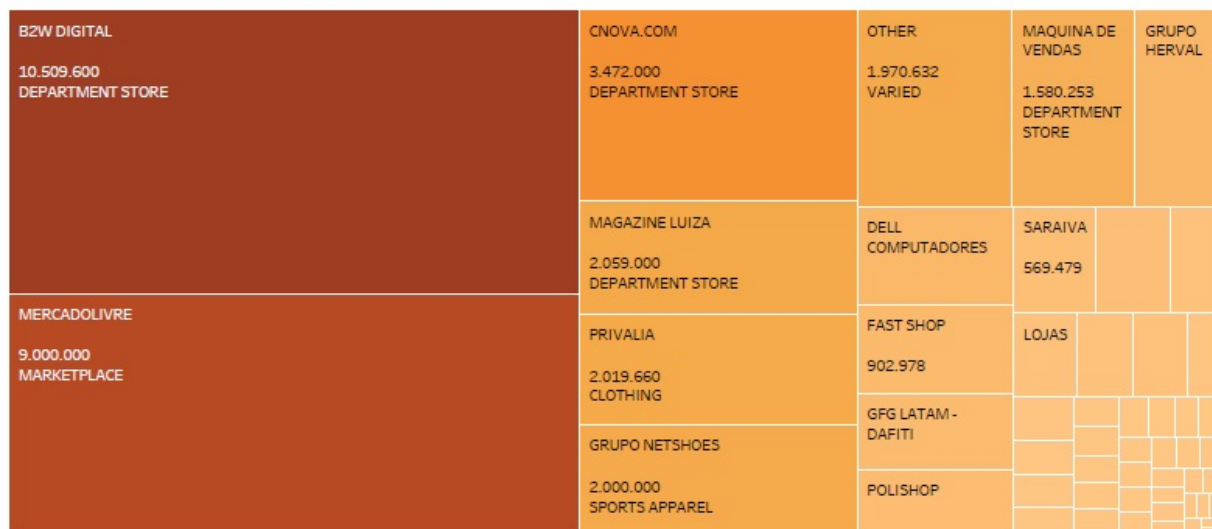 B2W DIGITAL
10.509.600
DEPARTMENT STORE
MERCADOLIVRE
9.000.000
MARKETPLACE
CNOVA.COM
3.472.000
DEPARTMENT STORE
MAGAZINE LUIZA
2.059.000
DEPARTMENT STORE
PRIVALIA
2.019.660
CLOTHING
GRUPO NETSHOES
2.000.000
SPORTS APPAREL
OTHER
1.970.632
VARIED
MAQUINA DE
VENDAS
1.580.253
DEPARTMENT
STORE
GRUPO
HERVAL
DELL
COMPUTADORES
FAST SHOP
902.978
GFG LATAM -
DAFITI
POLISHOP
SARAIVA
569.479
LOJAS